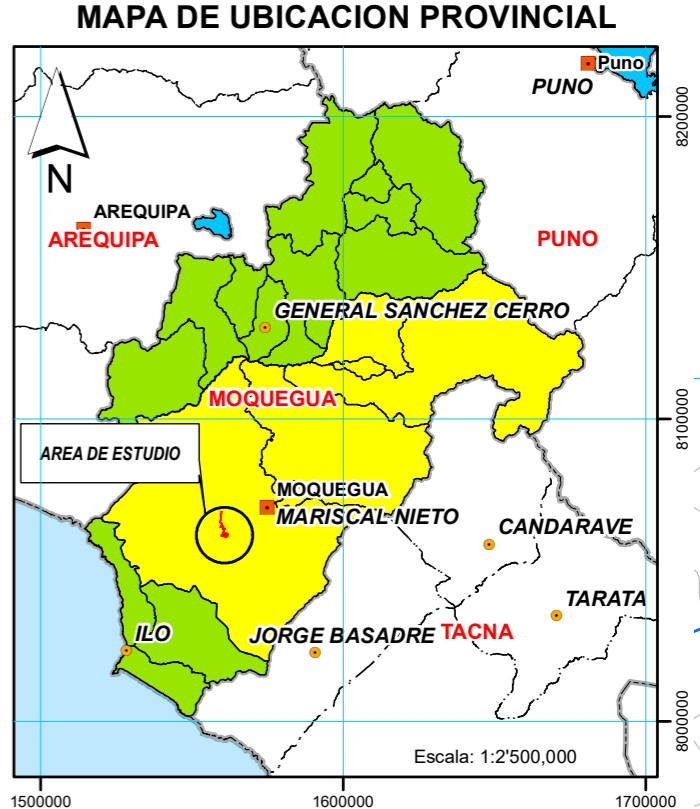 MAPA DE UBICACION PROVINCIAL
Puno
PUNO
8200000
N
AREQUIPA
AREQUIPA
PUNO
GENERAL SANCHEZ CERRO
MOQUEGUA
8100000
AREA DE ESTUDIO
MOQUEGUA
MARISCAL NIETO
CANDARAVE
TARATA
ILO
JORGE BASADRE
TACNA
8000000
Escala: 1:2'500,000
1500000
1600000
1700000